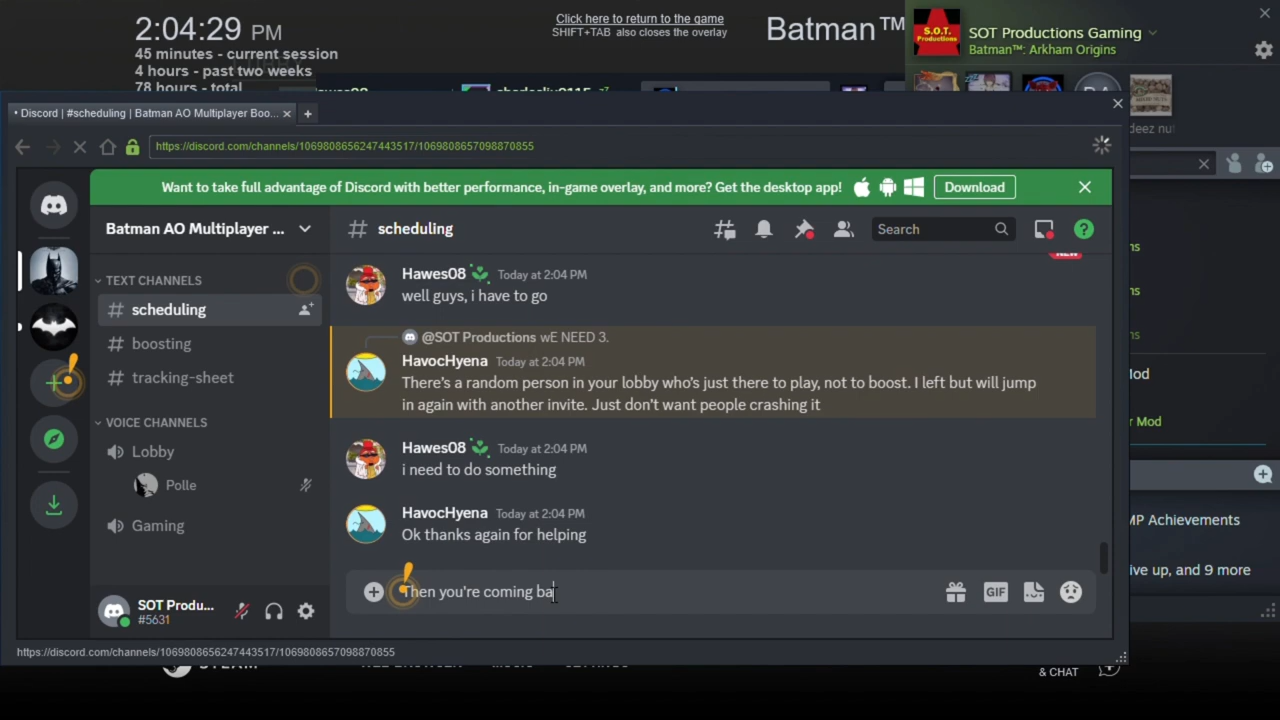 2:04:29 PM
45 minutes - current session
4 hours - past two weeks
78 hours - total
Click here to return to the game
SHIFT+TAB also closes the overlay
Batman™
S.O.T.
Productions
SOT Productions Gaming
Batman™: Arkham Origins
deez nu
• Discord | #scheduling | Batman AO Multiplayer Boo...
https://discord.com/channels/1069808656247443517/1069808657098870855
Want to take full advantage of Discord with better performance, in-game overlay, and more? Get the desktop app!
Download
Batman AO Multiplayer ...
# scheduling
Search
TEXT CHANNELS
# scheduling
# boosting
# tracking-sheet
VOICE CHANNELS
Lobby
Polle
Gaming
SOT Produ...
#5631
NEW
Hawes08 Today at 2:04 PM
well guys, i have to go
@SOT Productions wE NEED 3.
HavocHyena Today at 2:04 PM
There's a random person in your lobby who's just there to play, not to boost. I left but will jump
in again with another invite. Just don't want people crashing it
Hawes08 Today at 2:04 PM
i need to do something
HavocHyena Today at 2:04 PM
Ok thanks again for helping
Then you're coming ba
GIF
lod
r Mod
MP Achievements
ive up, and 9 more
https://discord.com/channels/1069808656247443517/1069808657098870855
& CHAT